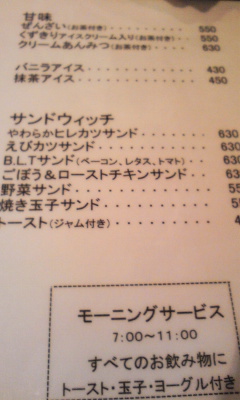 甘味
ぜんざい(お茶付き)・・・・・・・・・550
くずきりアイスクリーム入り(お茶付き)・・・550
クリームあんみつ(お茶付き)・・・・・630
バニラアイス・・・・・・・・・・・430
抹茶アイス・・・・・・・・・・・・450
サンドウィッチ
やわらかヒレカツサンド・・・・・・・・630
えびカツサンド・・・・・・・・・・・630
B.L.Tサンド(ベーコン、レタス、トマト)・・630
ごぼう&ローストチキンサンド・・630
野菜サンド・・・・・・・・・・・・55
焼き玉子サンド・・・・・・・・・・5
トースト(ジャム付き)・・・・・・・・4
モーニングサービス
7:00～11:00
すべてのお飲み物に
トースト・玉子・ヨーグル付き